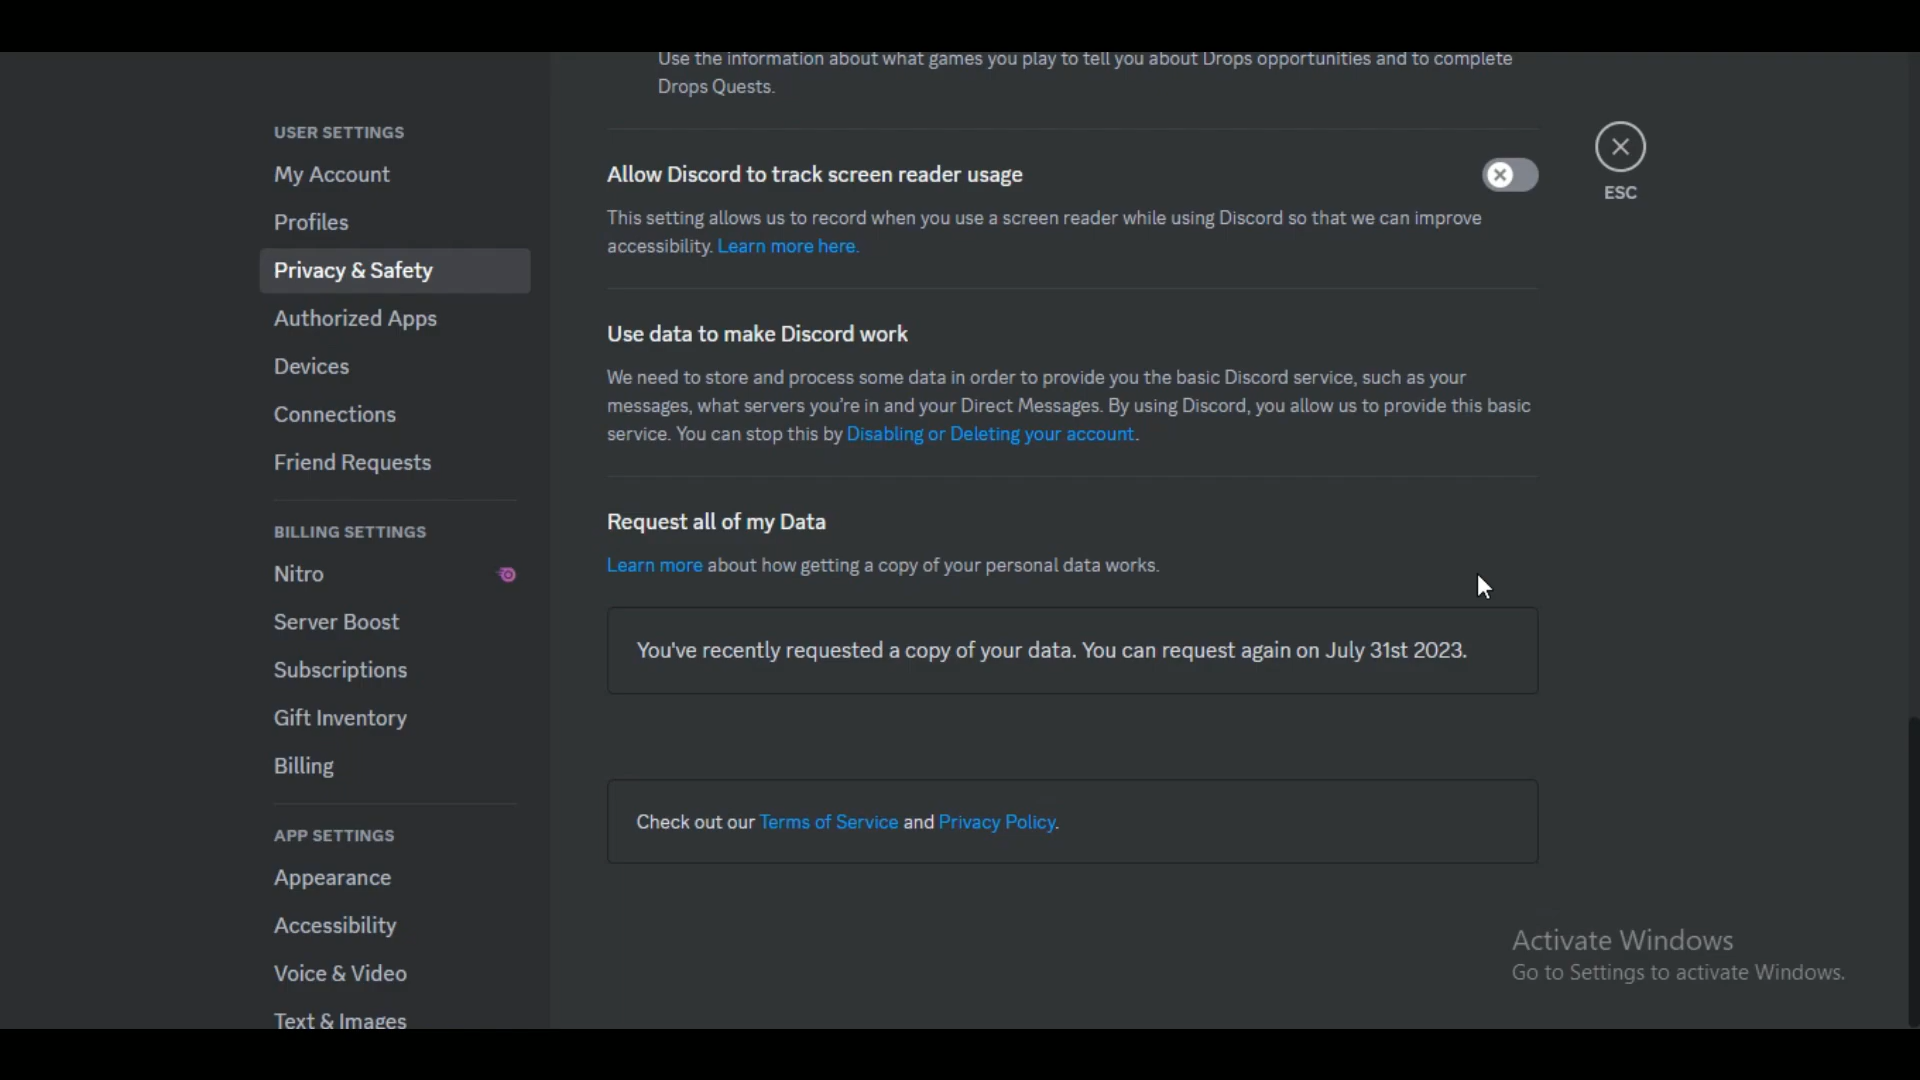 Use the information about what games you play to tell you about Drops opportunities and to complete
Drops Quests.
USER SETTINGS
My Account
Profiles
Privacy & Safety
Authorized Apps
Devices
Connections
Friend Requests
BILLING SETTINGS
Nitro
Server Boost
Subscriptions
Gift Inventory
Billing
APP SETTINGS
Appearance
Accessibility
Voice & Video
Text & Images
Allow Discord to track screen reader usage
This setting allows us to record when you use a screen reader while using Discord so that we can improve
accessibility. Learn more here.
Use data to make Discord work
We need to store and process some data in order to provide you the basic Discord service, such as your
messages, what servers you're in and your Direct Messages. By using Discord, you allow us to provide this basic
service. You can stop this by Disabling or Deleting your account.
Request all of my Data
Learn more about how getting a copy of your personal data works.
You've recently requested a copy of your data. You can request again on July 31st 2023.
Check out our Terms of Service and Privacy Policy.
ESC
Activate Windows
Go to Settings to activate Windows.